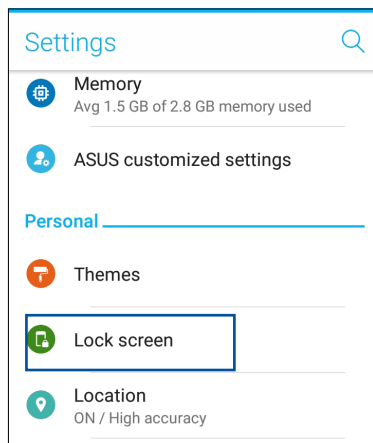 Settings
Memory
Avg 1.5 GB of 2.8 GB memory used
ASUS customized settings
Personal
Themes
Lock screen
Location
ON / High accuracy